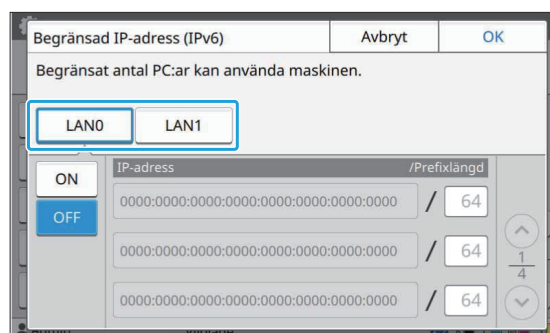 Begränsad IP-adress (IPv6) Avbryt OK
Begränsat antal PC:ar kan använda maskinen.
LAN0 LAN1
IP-adress /Prefixlängd
ON
0000:0000:0000:0000:0000:0000:0000:0000 / 64
OFF
0000:0000:0000:0000:0000:0000:0000:0000 / 64
1
4
0000:0000:0000:0000:0000:0000:0000:0000 / 64